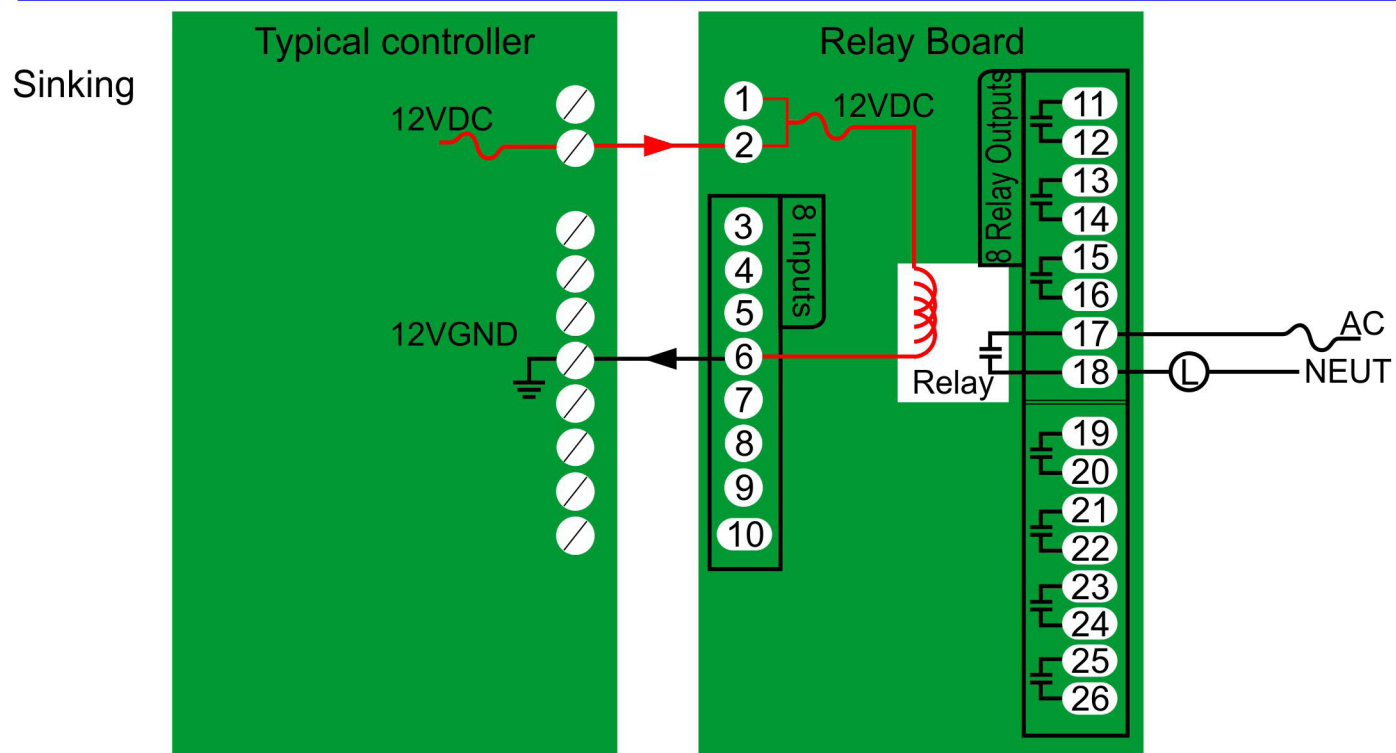 Typical controller
Relay Board
Sinking
12VDC
12VDC
1
2
8 Inputs
3
4
5
6
7
8
9
10
12VGND
Relay
8 Relay Outputs
11
12
13
14
15
16
17
18
19
20
21
22
23
24
25
26
AC
L
NEUT